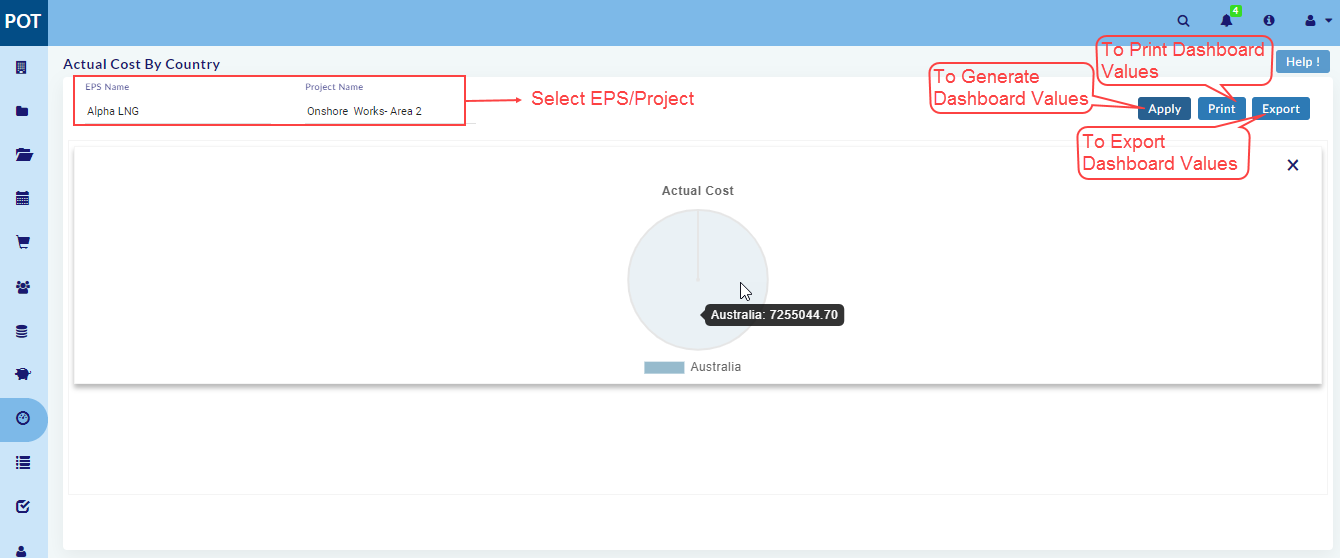 POT
4
Actual Cost By Country
Help !
EPS Name
Project Name
Alpha LNG
Onshore Works- Area 2
Select EPS/Project
To Generate
Dashboard Values
To Print Dashboard
Values
Apply
Print
Export
To Export
Dashboard Values
X
Actual Cost
Australia: 7255044.70
Australia